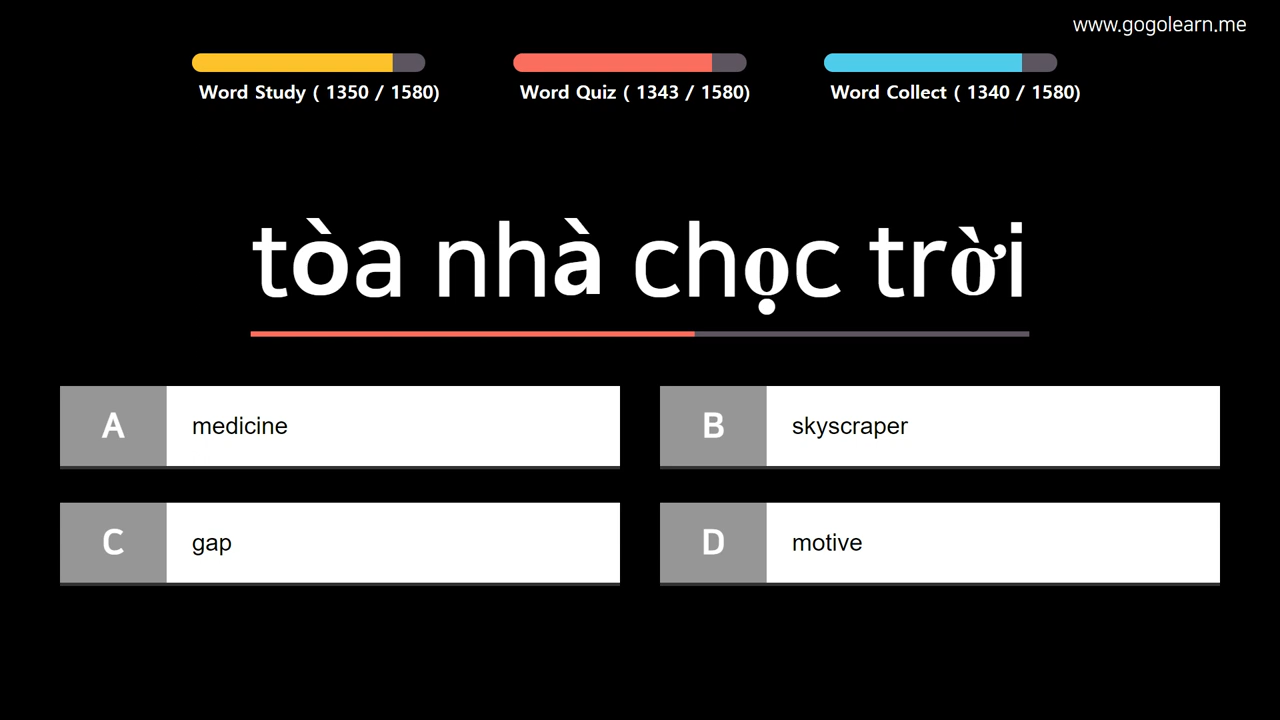 www.gogolearn.me
Word Study ( 1350 / 1580)
Word Quiz ( 1343 / 1580)
Word Collect ( 1340 / 1580)
tòa nhà chọc trời
A medicine
B skyscraper
C gap
D motive